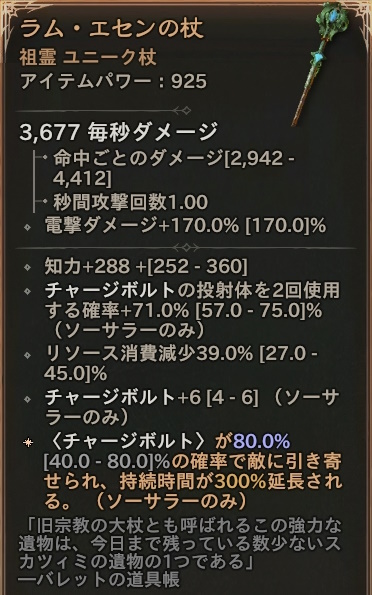 ラム・エセンの杖
祖霊 ユニーク杖
アイテムパワー：925
3,677 毎秒ダメージ
命中ごとのダメージ[2,942 -
4,412]
秒間攻撃回数1.00
電撃ダメージ+170.0% [170.0]%
知力+288 +[252 - 360]
チャージボルトの投射体を2回使用
する確率+71.0% [57.0 - 75.0]%
（ソーサラーのみ）
リソース消費減少39.0% [27.0 -
45.0]%
チャージボルト+6 [4 - 6] （ソーサ
ラーのみ）
〈チャージボルト〉が80.0%
[40.0 - 80.0]%の確率で敵に引き寄
せられ、持続時間が300%延長され
る。（ソーサラーのみ）
「旧宗教の大杖とも呼ばれるこの強力な
遺物は、今日まで残っている数少ないス
カツィミの遺物の1つである」
―バレットの道具帳